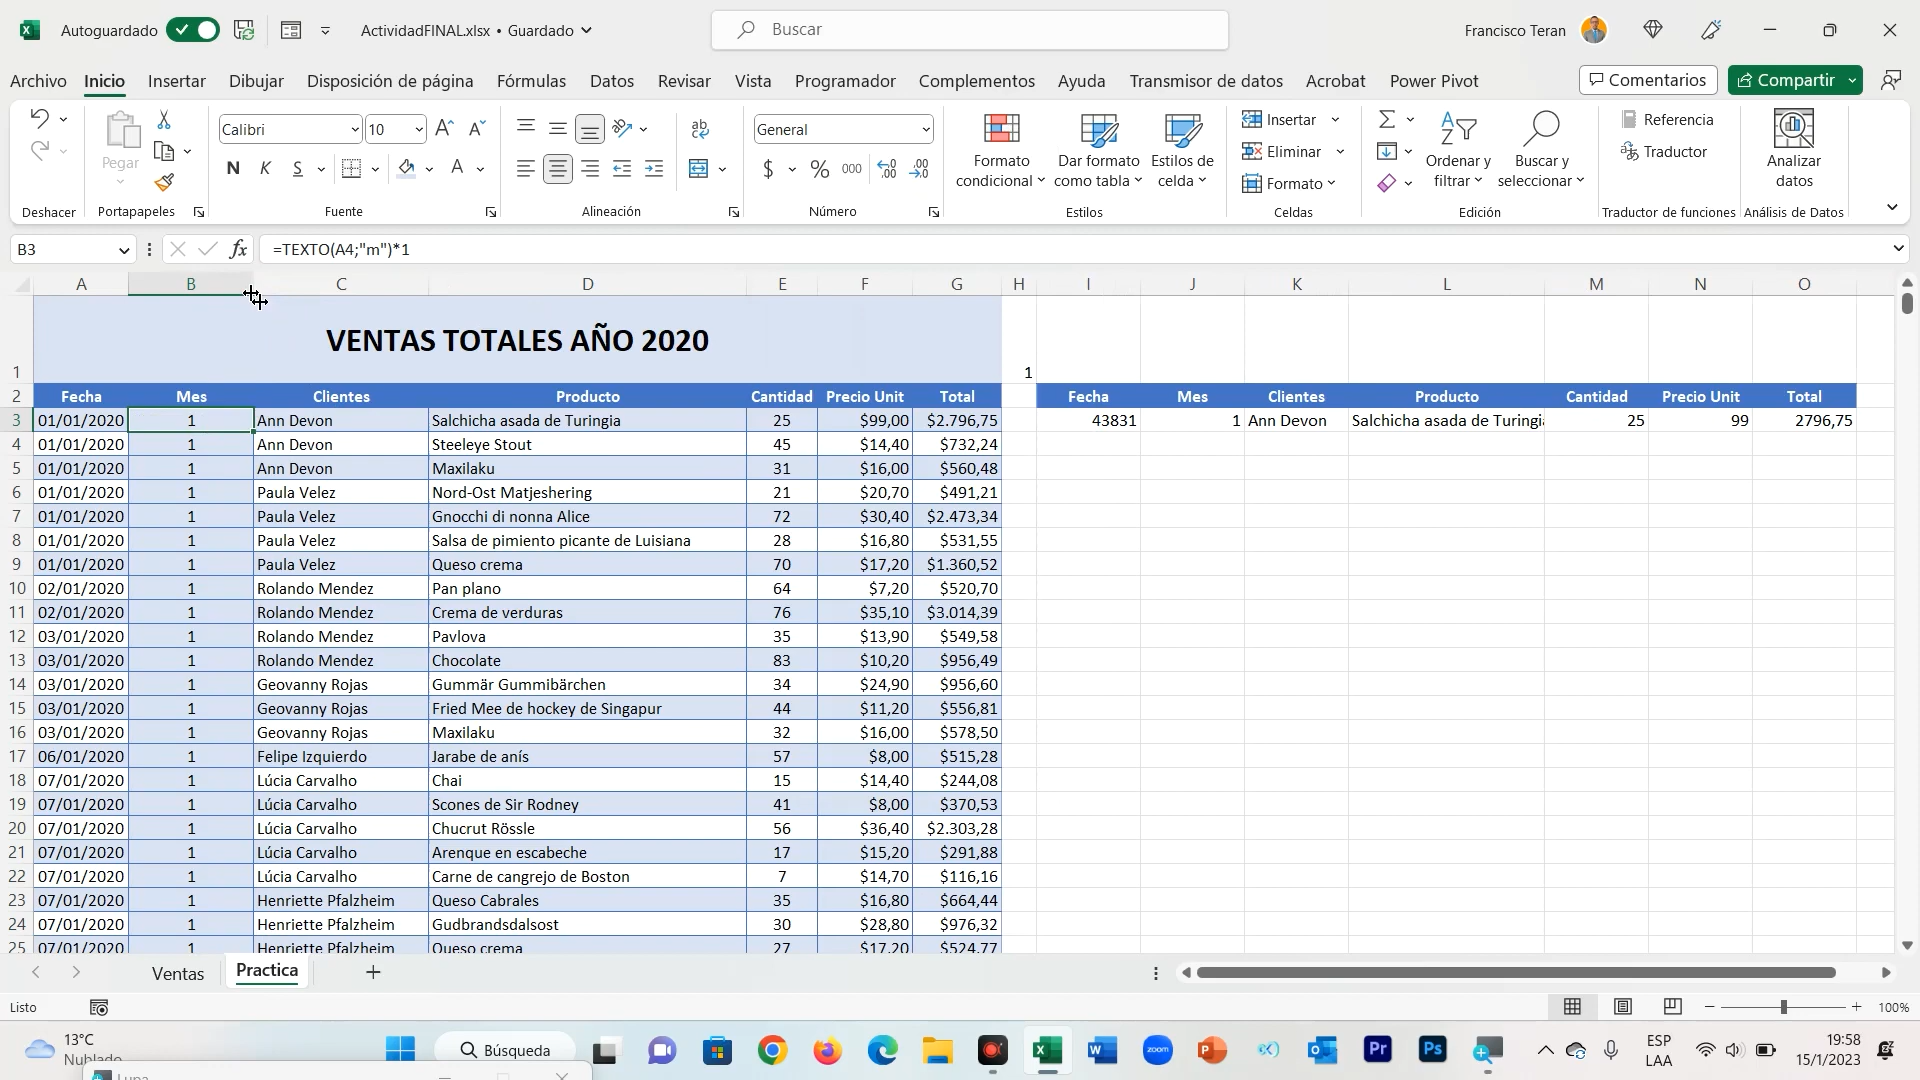 Autoguardado
ActividadFINAL.xlsx • Guardado
Buscar
Francisco Teran
Archivo Inicio Insertar Dibujar Disposición de página Fórmulas Datos Revisar Vista Programador Complementos Ayuda Transmisor de datos Acrobat Power Pivot Comentarios Compartir
Pegar
Calibri 10
N K S
ab
General
$ % 000
Formato condicional
Dar formato como tabla
Estilos de celda
Insertar
Eliminar
Formato
Ordenar y filtrar
Buscar y seleccionar
Referencia
Traductor
Analizar datos
Deshacer Portapapeles Fuente Alineación Número Estilos Celdas Edición Traductor de funciones Análisis de Datos
B3 fx =TEXTO(A4;"m")*1
A B C D E F G H I J K L M N O
VENTAS TOTALES AÑO 2020
1 1
2 Fecha Mes Clientes Producto Cantidad Precio Unit Total Fecha Mes Clientes Producto Cantidad Precio Unit Total
3 01/01/2020 1 Ann Devon Salchicha asada de Turingia 25 $99,00 $2.796,75 43831 1 Ann Devon Salchicha asada de Turingi 25 99 2796,75
4 01/01/2020 1 Ann Devon Steeleye Stout 45 $14,40 $732,24
5 01/01/2020 1 Ann Devon Maxilaku 31 $16,00 $560,48
6 01/01/2020 1 Paula Velez Nord-Ost Matjeshering 21 $20,70 $491,21
7 01/01/2020 1 Paula Velez Gnocchi di nonna Alice 72 $30,40 $2.473,34
8 01/01/2020 1 Paula Velez Salsa de pimiento picante de Luisiana 28 $16,80 $531,55
9 01/01/2020 1 Paula Velez Queso crema 70 $17,20 $1.360,52
10 02/01/2020 1 Rolando Mendez Pan plano 64 $7,20 $520,70
11 02/01/2020 1 Rolando Mendez Crema de verduras 76 $35,10 $3.014,39
12 03/01/2020 1 Rolando Mendez Pavlova 35 $13,90 $549,58
13 03/01/2020 1 Rolando Mendez Chocolate 83 $10,20 $956,49
14 03/01/2020 1 Geovanny Rojas Gummär Gummibärchen 34 $24,90 $956,60
15 03/01/2020 1 Geovanny Rojas Fried Mee de hockey de Singapur 44 $11,20 $556,81
16 03/01/2020 1 Geovanny Rojas Maxilaku 32 $16,00 $578,50
17 06/01/2020 1 Felipe Izquierdo Jarabe de anís 57 $8,00 $515,28
18 07/01/2020 1 Lúcia Carvalho Chai 15 $14,40 $244,08
19 07/01/2020 1 Lúcia Carvalho Scones de Sir Rodney 41 $8,00 $370,53
20 07/01/2020 1 Lúcia Carvalho Chucrut Rössle 56 $36,40 $2.303,28
21 07/01/2020 1 Lúcia Carvalho Arenque en escabeche 17 $15,20 $291,88
22 07/01/2020 1 Lúcia Carvalho Carne de cangrejo de Boston 7 $14,70 $116,16
23 07/01/2020 1 Henriette Pfalzheim Queso Cabrales 35 $16,80 $664,44
24 07/01/2020 1 Henriette Pfalzheim Gudbrandsdalsost 30 $28,80 $976,32
25 07/01/2020 1 Henriette Pfalzheim Queso crema 27 $17,20 $524,77
Ventas Practica
Listo 100%
13°C
Nublado
Búsqueda
zoom
Pr
Ps
ESP
LAA
19:58
15/1/2023
Lupa